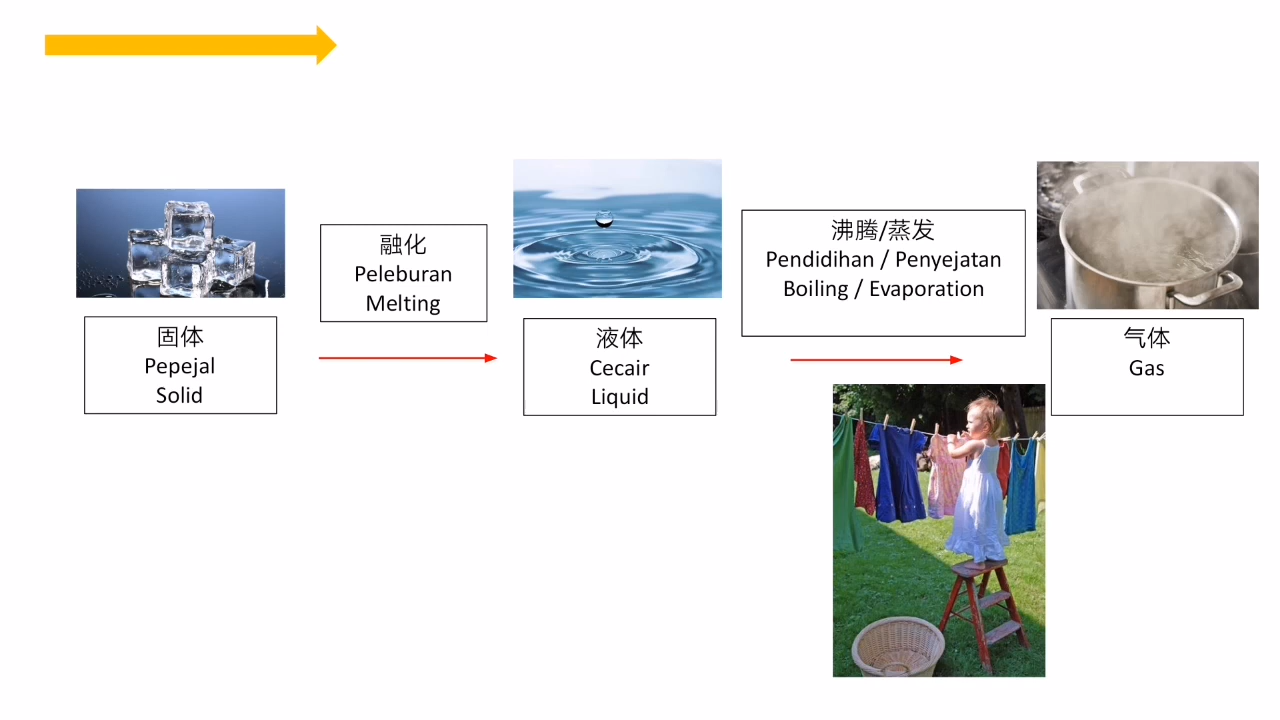 固体
Pepejal
Solid
融化
Peleburan
Melting
液体
Cecair
Liquid
沸腾/蒸发
Pendidihan / Penyejatan
Boiling / Evaporation
气体
Gas